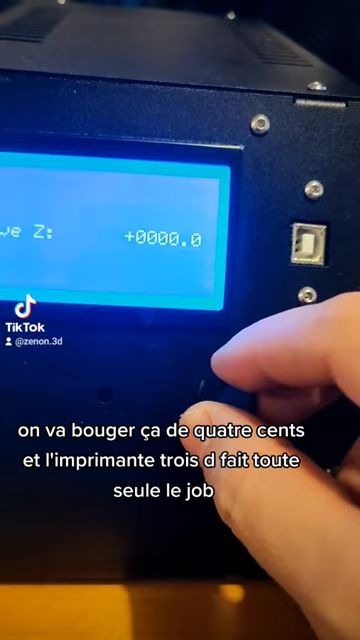 ve Z: +0000.0
TikTok
@zenon.3d
on va bouger ça de quatre cents
et l'imprimante trois d fait toute
seule le job